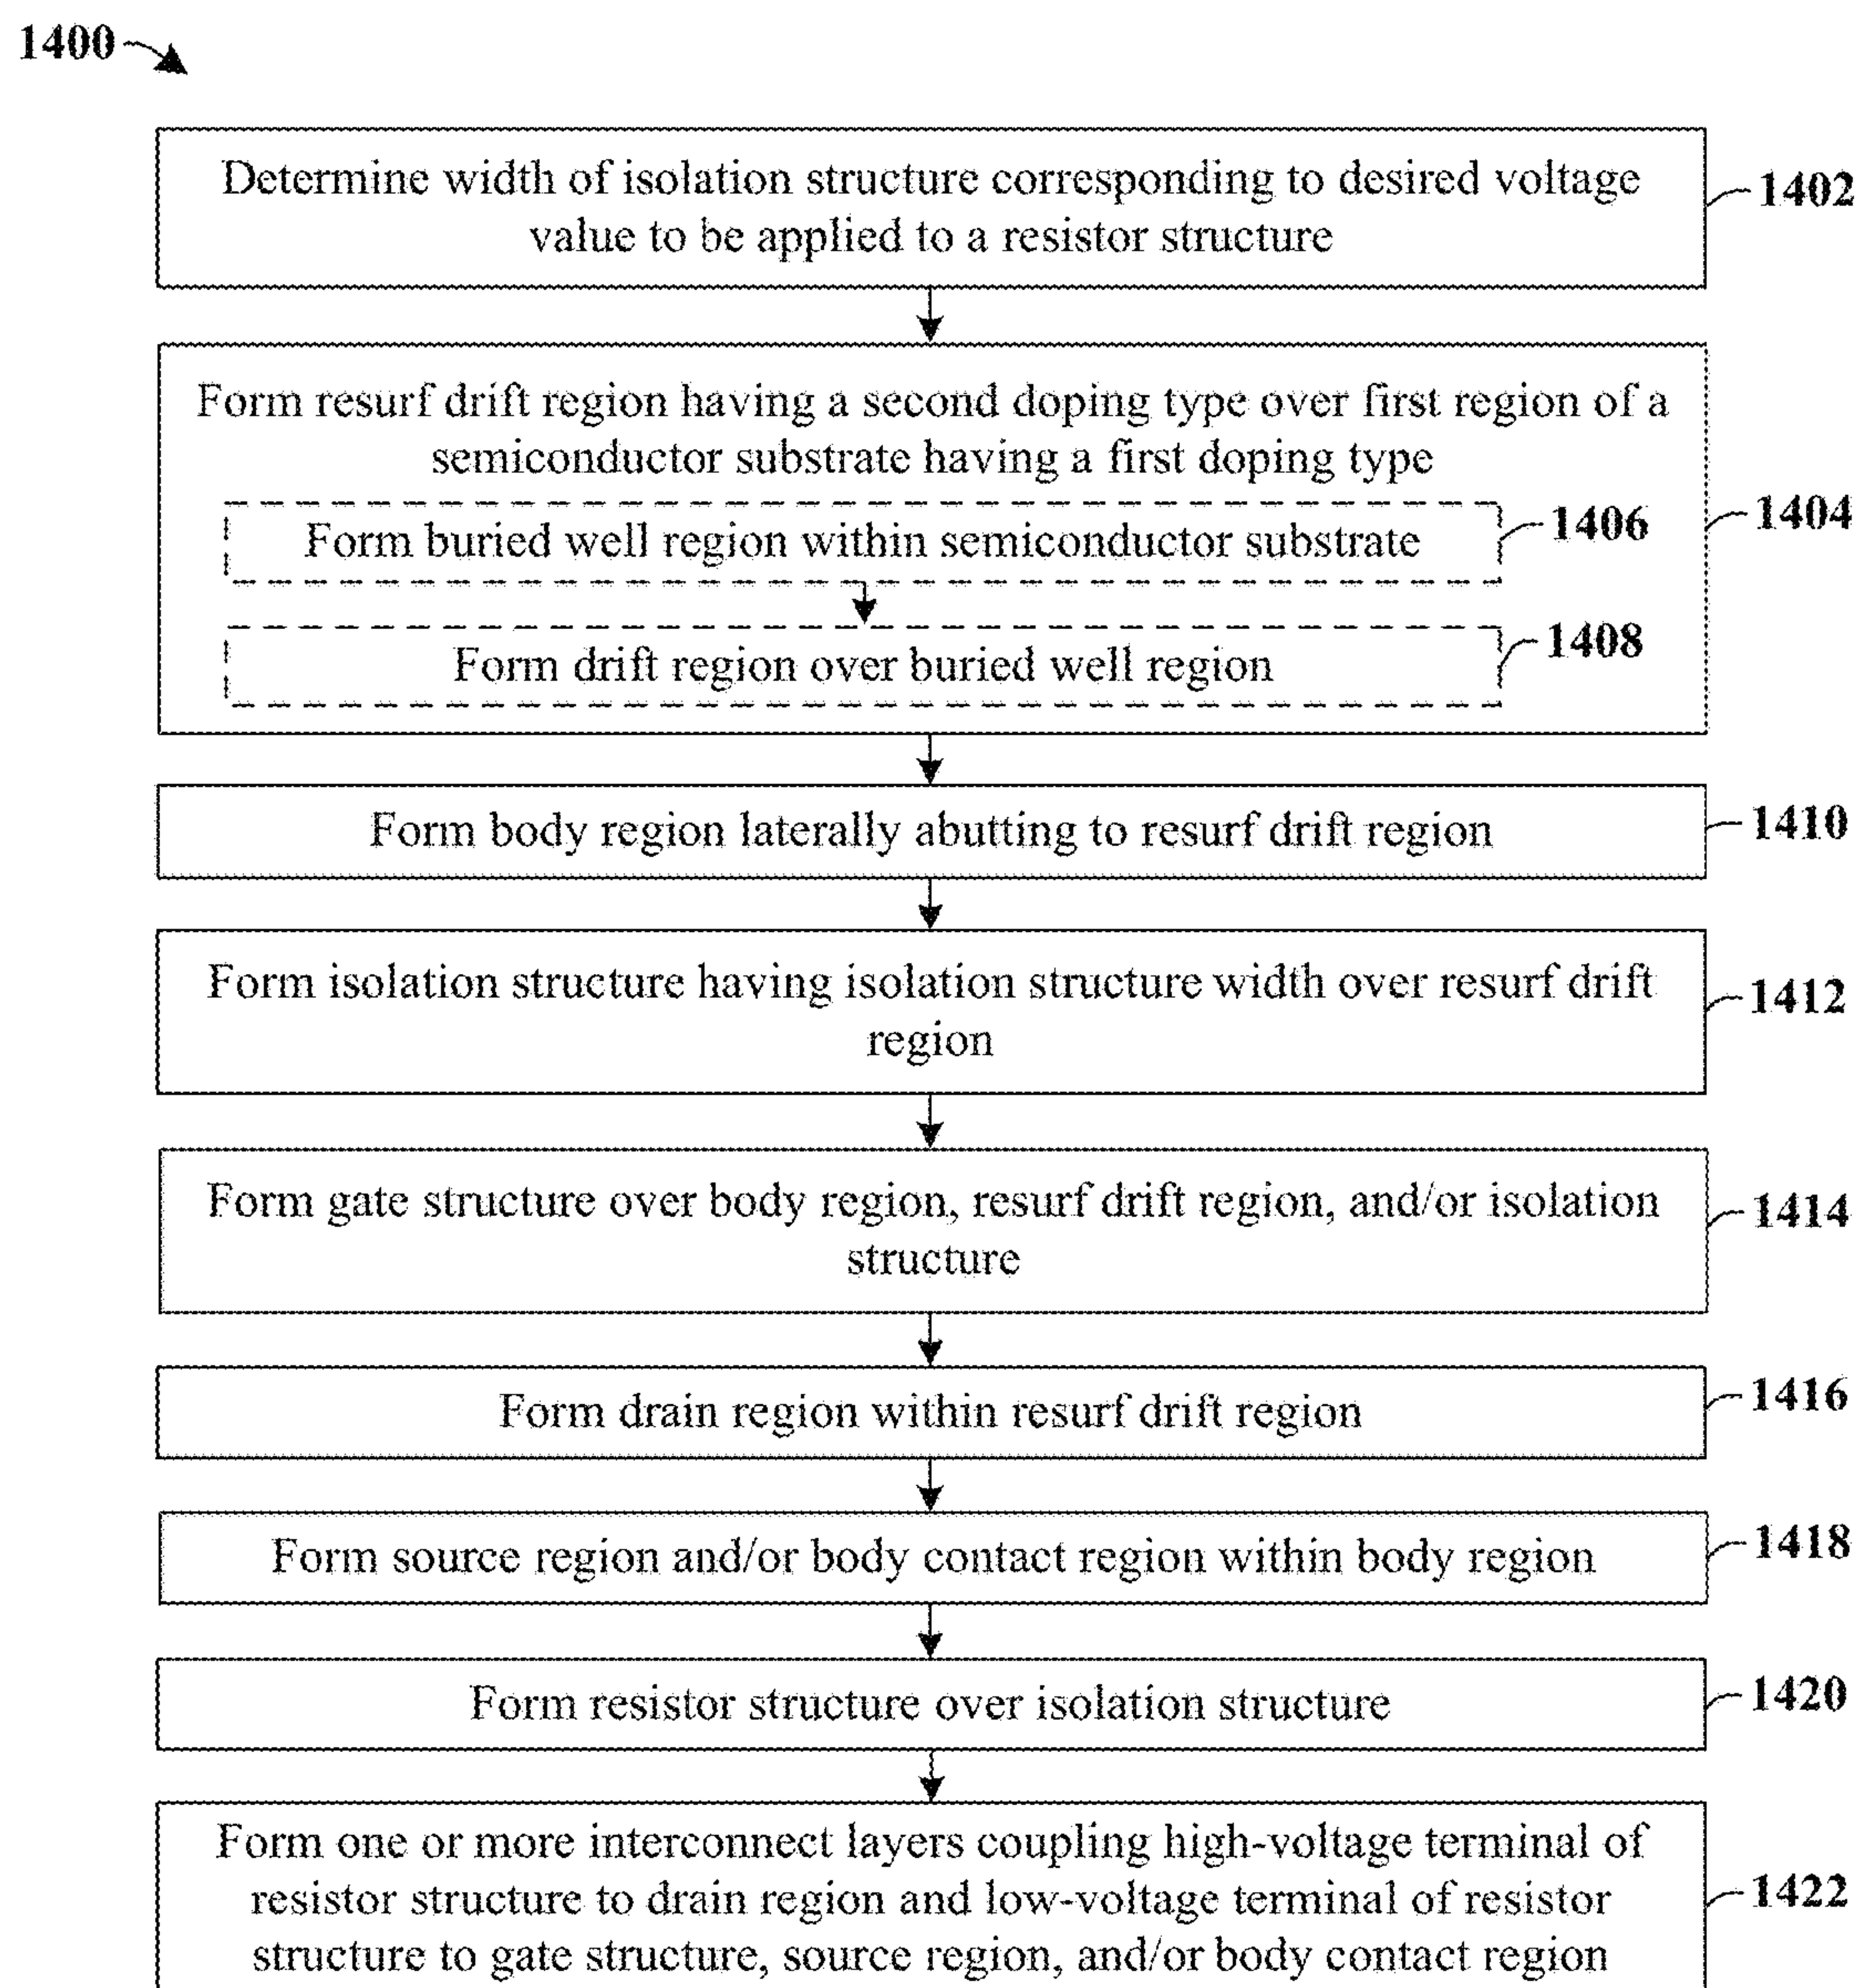 1400
Determine width of isolation structure corresponding to desired voltage
value to be applied to a resistor structure
1402
Form resurf drift region having a second doping type over first region of a
semiconductor substrate having a first doping type
1404
Form buried well region within semiconductor substrate
1406
Form drift region over buried well region
1408
Form body region laterally abutting to resurf drift region
1410
Form isolation structure having isolation structure width over resurf drift
region
1412
Form gate structure over body region, resurf drift region, and/or isolation
structure
1414
Form drain region within resurf drift region
1416
Form source region and/or body contact region within body region
1418
Form resistor structure over isolation structure
1420
Form one or more interconnect layers coupling high-voltage terminal of
resistor structure to drain region and low-voltage terminal of resistor
structure to gate structure, source region, and/or body contact region
1422